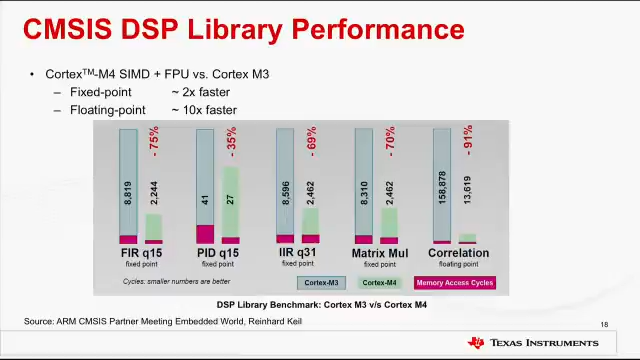 CMSIS DSP Library Performance
• Cortex™-M4 SIMD + FPU vs. Cortex M3
– Fixed-point ~ 2x faster
– Floating-point ~ 10x faster
- 75% - 35% - 69% - 70% - 91%
8,819 2,244 41 27 8,596 2,462 8,310 2,462 158,878 13,619
FIR q15 PID q15 IIR q31 Matrix Mul Correlation
fixed point fixed point fixed point fixed point floating point
Cycles: smaller numbers are better Cortex-M3 Cortex-M4 Memory Access Cycles
DSP Library Benchmark: Cortex M3 v/s Cortex M4
Source: ARM CMSIS Partner Meeting Embedded World, Reinhard Keil
18
TEXAS INSTRUMENTS